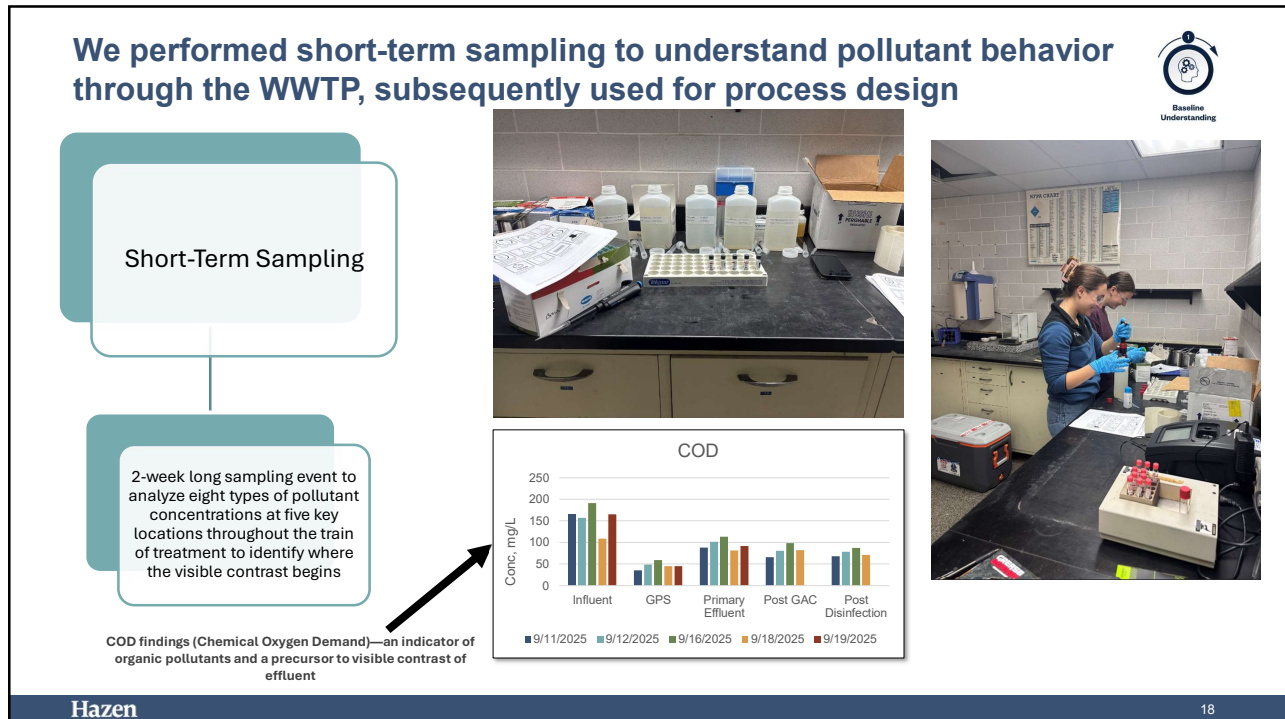 We performed short-term sampling to understand pollutant behavior
through the WWTP, subsequently used for process design
1
Baseline
Understanding
Short-Term Sampling
2-week long sampling event to
analyze eight types of pollutant
concentrations at five key
locations throughout the train
of treatment to identify where
the visible contrast begins
COD findings (Chemical Oxygen Demand)—an indicator of
organic pollutants and a precursor to visible contrast of
effluent
PERISHABLE
COD
Conc, mg/L
250
200
150
100
50
0
Influent
GPS
Primary
Effluent
Post GAC
Post
Disinfection
9/11/2025 9/12/2025 9/16/2025 9/18/2025 9/19/2025
Hazen
18